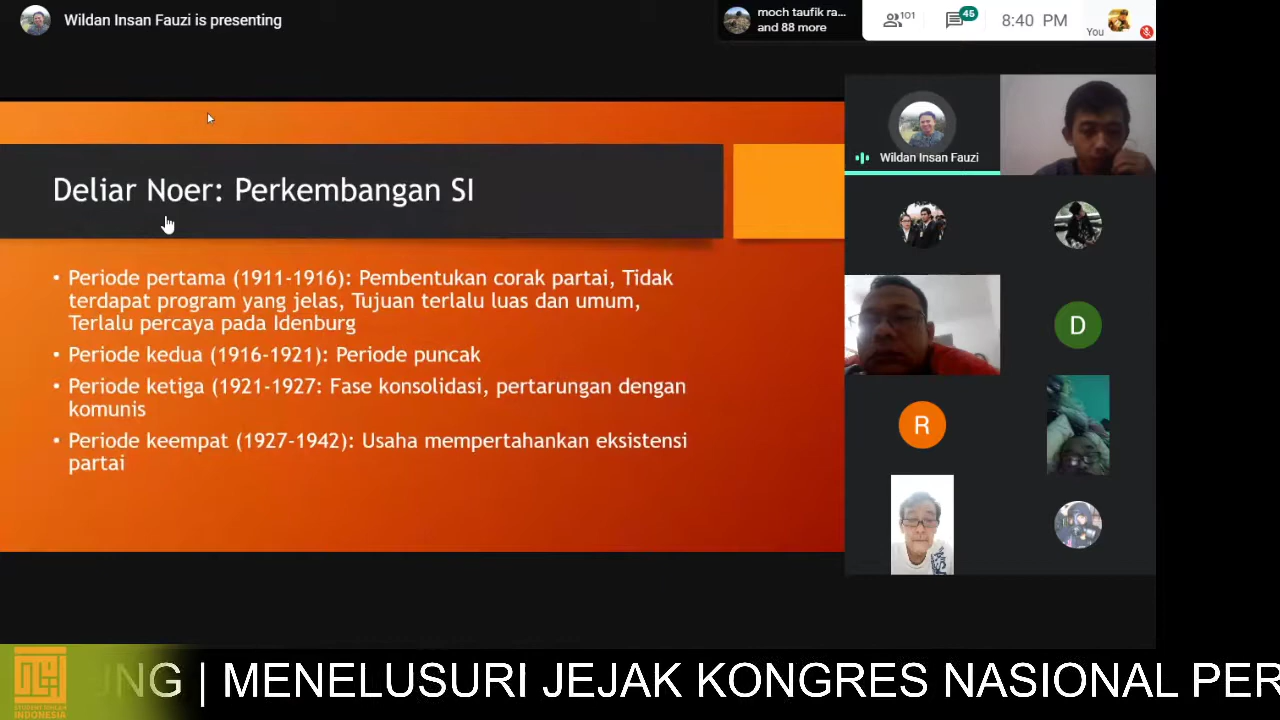 Wildan Insan Fauzi is presenting
moch taufik ra...
and 88 more
101
45
8:40 PM
You
Wildan Insan Fauzi
Deliar Noer: Perkembangan SI
• Periode pertama (1911-1916): Pembentukan corak partai, Tidak
terdapat program yang jelas, Tujuan terlalu luas dan umum,
Terlalu percaya pada Idenburg
• Periode kedua (1916-1921): Periode puncak
• Periode ketiga (1921-1927: Fase konsolidasi, pertarungan dengan
komunis
• Periode keempat (1927-1942): Usaha mempertahankan eksistensi
partai
D
R
UNG | MENELUSURI JEJAK KONGRES NASIONAL PER
INDONESIA